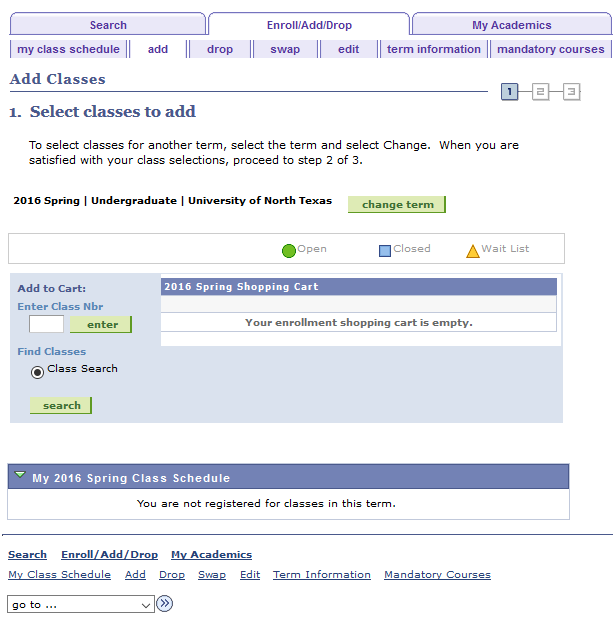 Search Enroll/Add/Drop My Academics
my class schedule add drop swap edit term information mandatory courses
Add Classes
1 2 3
1. Select classes to add
To select classes for another term, select the term and select Change. When you are
satisfied with your class selections, proceed to step 2 of 3.
2016 Spring | Undergraduate | University of North Texas change term
Open Closed Wait List
Add to Cart: 2016 Spring Shopping Cart
Enter Class Nbr
enter Your enrollment shopping cart is empty.
Find Classes
Class Search
search
My 2016 Spring Class Schedule
You are not registered for classes in this term.
Search Enroll/Add/Drop My Academics
My Class Schedule Add Drop Swap Edit Term Information Mandatory Courses
go to ...